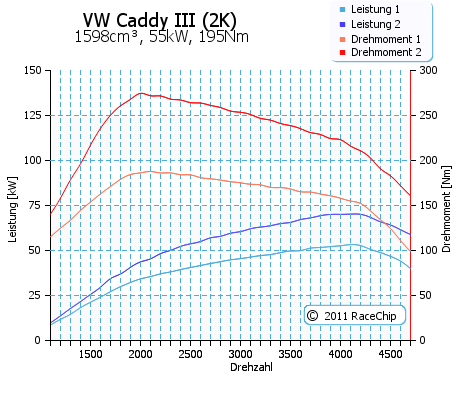 VW Caddy III (2K)
1598cm³, 55kW, 195Nm
Leistung 1
Leistung 2
Drehmoment 1
Drehmoment 2
150
125
100
75
50
25
0
Leistung [kW]
300
250
200
150
100
50
0
Drehmoment [Nm]
© 2011 RaceChip
1500 2000 2500 3000 3500 4000 4500
Drehzahl